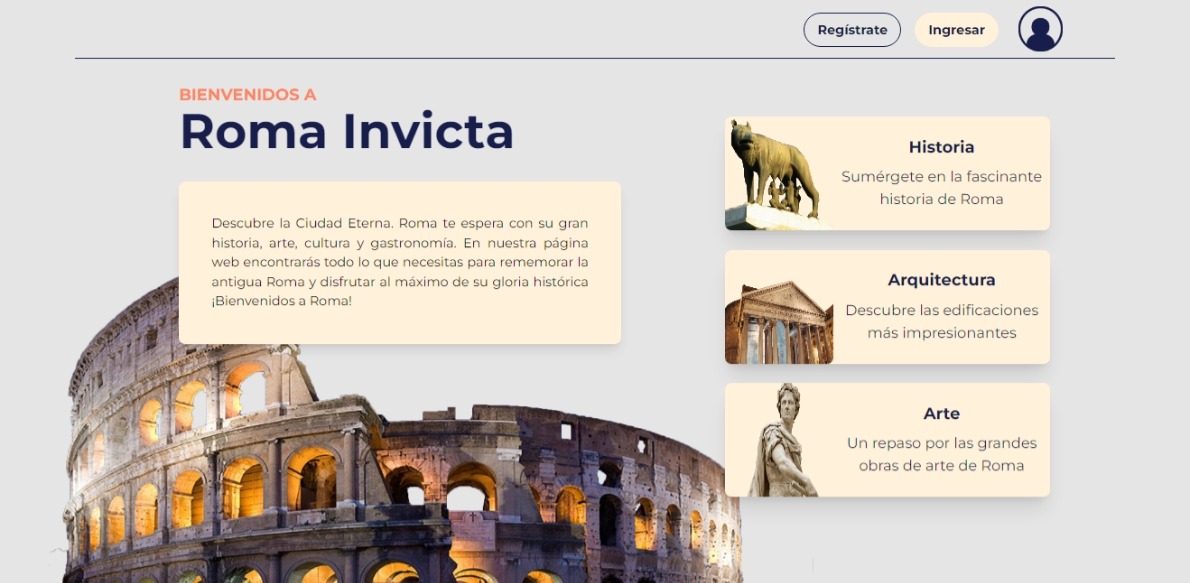 Regístrate
Ingresar
BIENVENIDOS A
Roma Invicta
Descubre la Ciudad Eterna. Roma te espera con su gran
historia, arte, cultura y gastronomía. En nuestra página
web encontrarás todo lo que necesitas para rememorar la
antigua Roma y disfrutar al máximo de su gloria histórica
¡Bienvenidos a Roma!
Historia
Sumérgete en la fascinante
historia de Roma
Arquitectura
Descubre las edificaciones
más impresionantes
Arte
Un repaso por las grandes
obras de arte de Roma